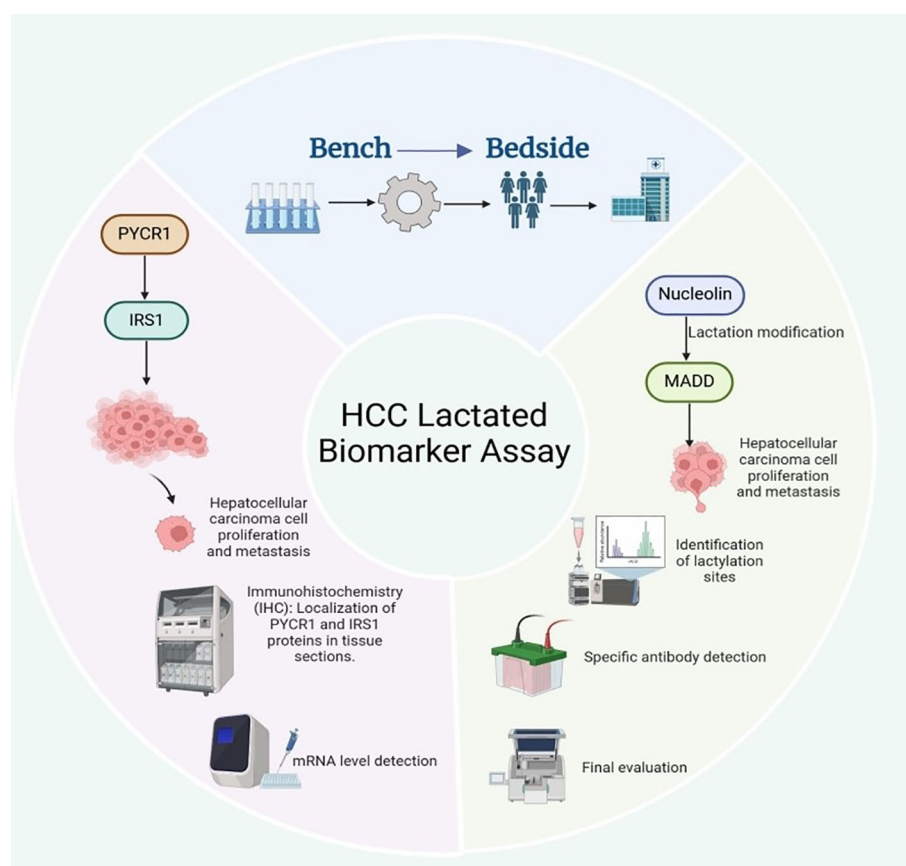 Bench
Bedside
PYCR1
IRS1
Hepatocellular
carcinoma cell
proliferation
and metastasis
Immunohistochemistry
(IHC): Localization of
PYCR1 and IRS1
proteins in tissue
sections.
mRNA level detection
HCC Lactated
Biomarker Assay
Nucleolin
Lactation modification
MADD
Hepatocellular
carcinoma cell
proliferation
and metastasis
Relative abundance
Identification
of lactylation
sites
Specific antibody detection
Final evaluation